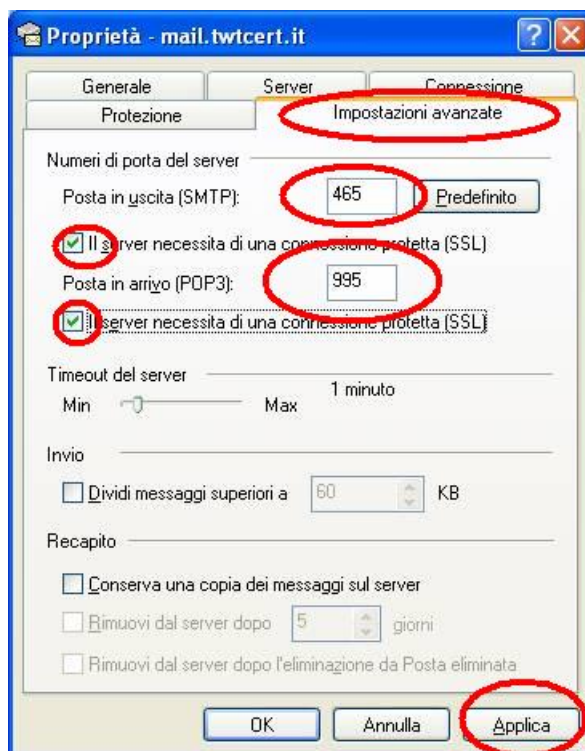 Proprietà - mail.twtcert.it
Generale Server Connessione
Protezione Impostazioni avanzate
Numeri di porta del server
Posta in uscita (SMTP): 465 Predefinito
Il server necessita di una connessione protetta (SSL)
Posta in arrivo (POP3): 995
Il server necessita di una connessione protetta (SSL)
Timeout del server
Min Max 1 minuto
Invio
Dividi messaggi superiori a 60 KB
Recapito
Conserva una copia dei messaggi sul server
Rimuovi dal server dopo 5 giorni
Rimuovi dal server dopo l'eliminazione da Posta eliminata
OK Annulla Applica